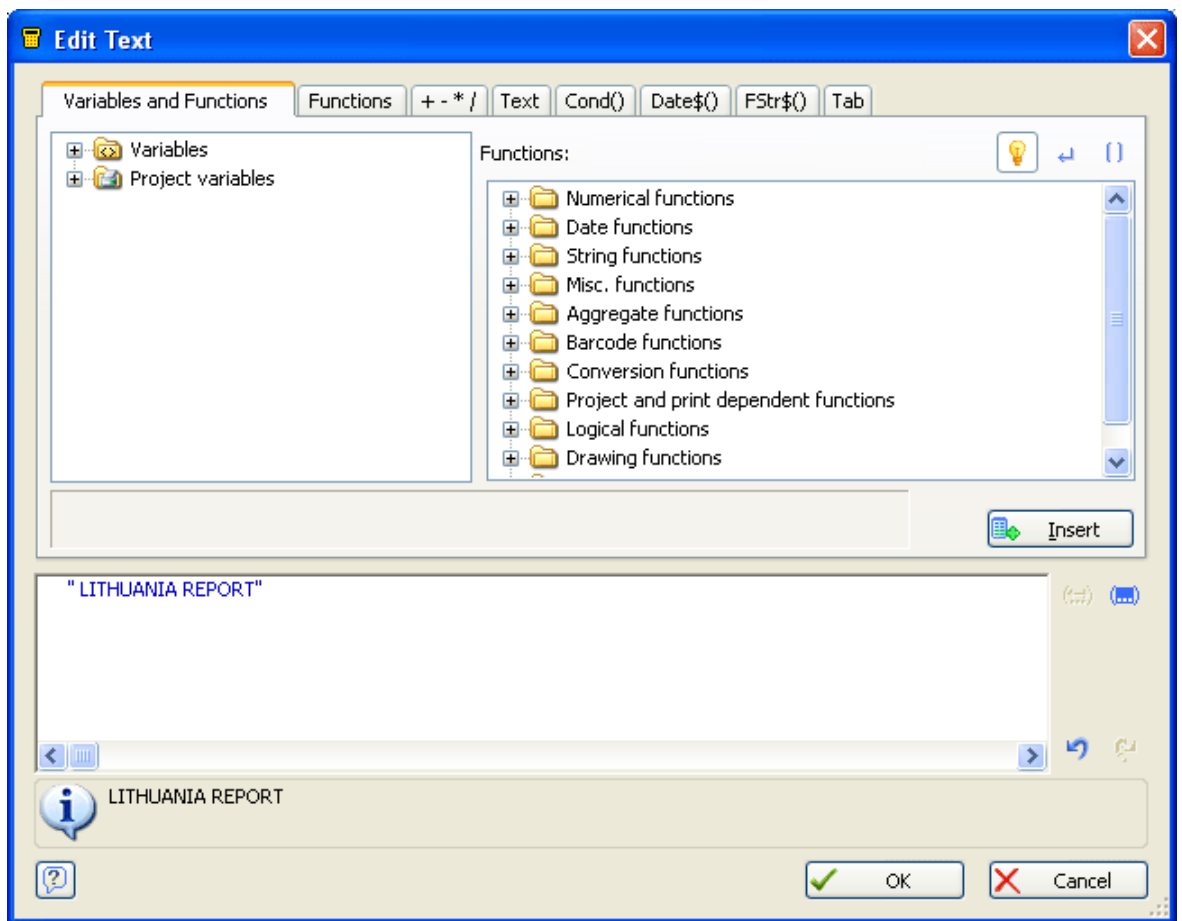 Edit Text
Variables and Functions Functions + - * / Text Cond() Date$() FStr$() Tab
Variables
Project variables
Functions:
Numerical functions
Date functions
String functions
Misc. functions
Aggregate functions
Barcode functions
Conversion functions
Project and print dependent functions
Logical functions
Drawing functions
Insert
" LITHUANIA REPORT"
LITHUANIA REPORT
OK Cancel